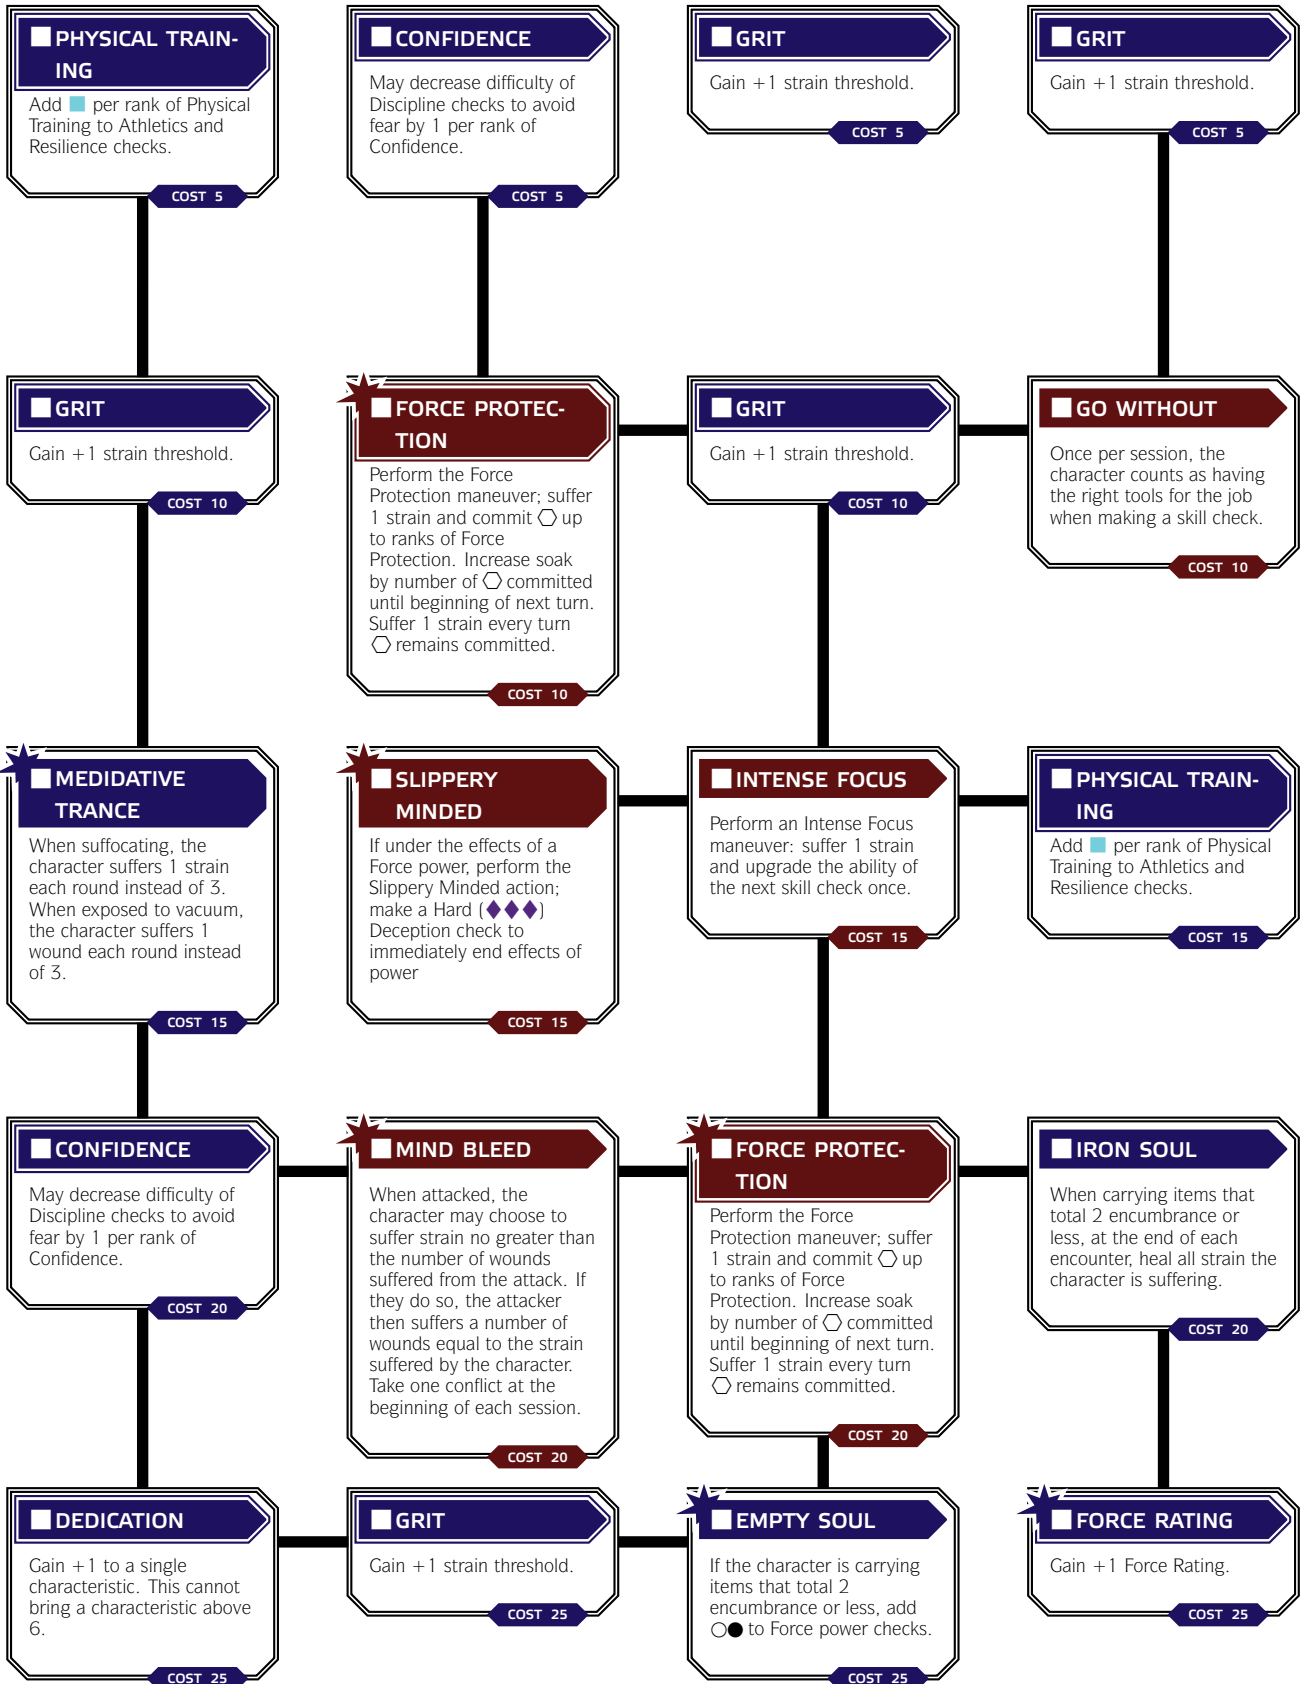 PHYSICAL TRAIN-
ING
Add per rank of Physical
Training to Athletics and
Resilience checks.
COST 5
CONFIDENCE
May decrease difficulty of
Discipline checks to avoid
fear by 1 per rank of
Confidence.
COST 5
GRIT
Gain +1 strain threshold.
COST 5
GRIT
Gain +1 strain threshold.
COST 5
GRIT
Gain +1 strain threshold.
COST 10
FORCE PROTEC-
TION
Perform the Force
Protection maneuver; suffer
1 strain and commit ⬡ up
to ranks of Force
Protection. Increase soak
by number of ⬡ committed
until beginning of next turn.
Suffer 1 strain every turn
⬡ remains committed.
COST 10
GRIT
Gain +1 strain threshold.
COST 10
GO WITHOUT
Once per session, the
character counts as having
the right tools for the job
when making a skill check.
COST 10
MEDIDATIVE
TRANCE
When suffocating, the
character suffers 1 strain
each round instead of 3.
When exposed to vacuum,
the character suffers 1
wound each round instead
of 3.
COST 15
SLIPPERY
MINDED
If under the effects of a
Force power, perform the
Slippery Minded action;
make a Hard (♦♦♦)
Deception check to
immediately end effects of
power
COST 15
INTENSE FOCUS
Perform an Intense Focus
maneuver: suffer 1 strain
and upgrade the ability of
the next skill check once.
COST 15
PHYSICAL TRAIN-
ING
Add per rank of Physical
Training to Athletics and
Resilience checks.
COST 15
CONFIDENCE
May decrease difficulty of
Discipline checks to avoid
fear by 1 per rank of
Confidence.
COST 20
MIND BLEED
When attacked, the
character may choose to
suffer strain no greater than
the number of wounds
suffered from the attack. If
they do so, the attacker
then suffers a number of
wounds equal to the strain
suffered by the character.
Take one conflict at the
beginning of each session.
COST 20
FORCE PROTEC-
TION
Perform the Force
Protection maneuver; suffer
1 strain and commit ⬡ up
to ranks of Force
Protection. Increase soak
by number of ⬡ committed
until beginning of next turn.
Suffer 1 strain every turn
⬡ remains committed.
COST 20
IRON SOUL
When carrying items that
total 2 encumbrance or
less, at the end of each
encounter, heal all strain the
character is suffering.
COST 20
DEDICATION
Gain +1 to a single
characteristic. This cannot
bring a characteristic above
6.
COST 25
GRIT
Gain +1 strain threshold.
COST 25
EMPTY SOUL
If the character is carrying
items that total 2
encumbrance or less, add
○● to Force power checks.
COST 25
FORCE RATING
Gain +1 Force Rating.
COST 25